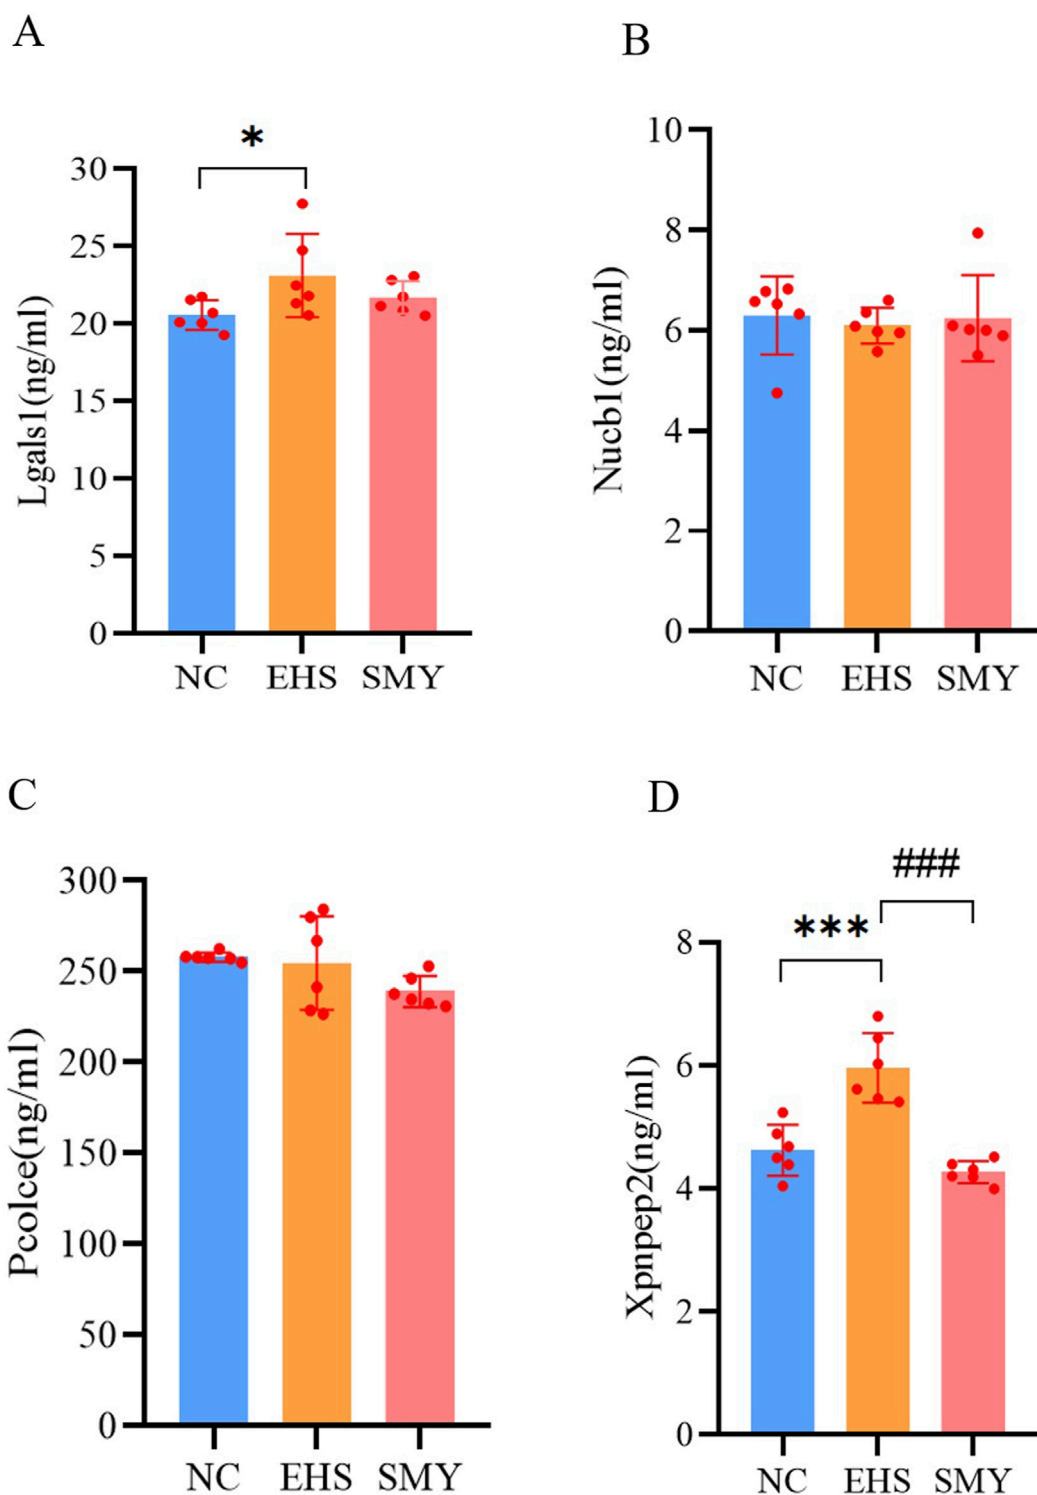 A
*
30
25
20
15
10
5
0
Lgals1(ng/ml)
NC EHS SMY
B
10
8
6
4
2
0
Nucb1(ng/ml)
NC EHS SMY
C
300
250
200
150
100
50
0
Pcolce(ng/ml)
NC EHS SMY
D
###
***
8
6
4
2
0
Xpnpep2(ng/ml)
NC EHS SMY